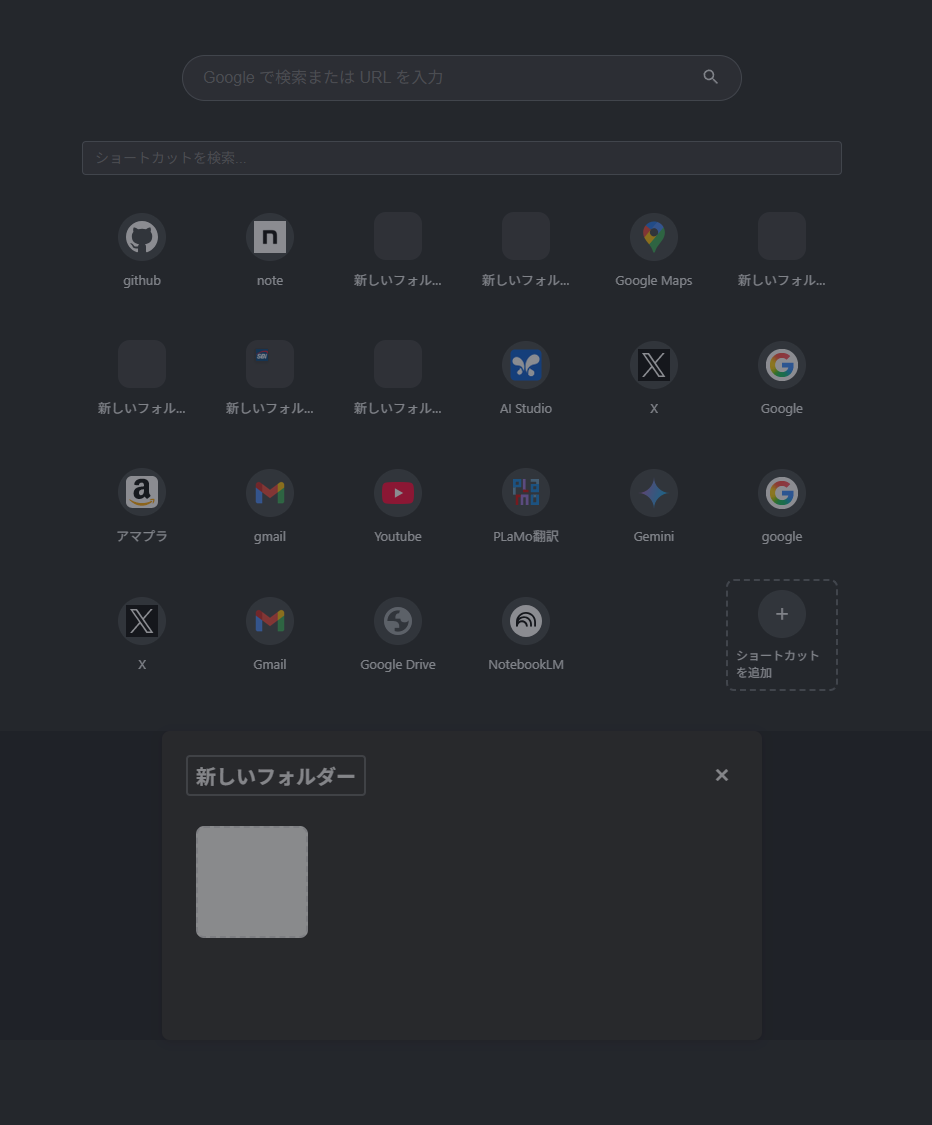 Google で検索または URL を入力
ショートカットを検索...
github
note
新しいフォル...
新しいフォル...
Google Maps
新しいフォル...
新しいフォル...
SBI
新しいフォル...
新しいフォル...
AI Studio
X
Google
アマプラ
gmail
Youtube
PLaMo翻訳
Gemini
google
X
Gmail
Google Drive
NotebookLM
ショートカット
を追加
新しいフォルダー